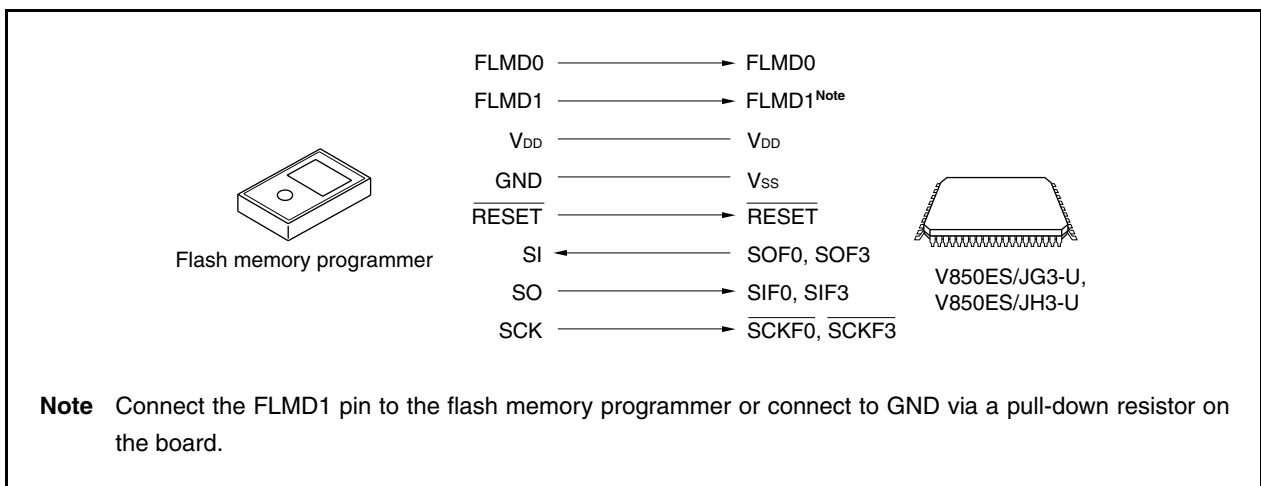 FLMD0 FLMD0
FLMD1 FLMD1Note
VDD VDD
GND VSS
RESET RESET
SI SOF0, SOF3
SO SIF0, SIF3
SCK SCKF0, SCKF3
Flash memory programmer
V850ES/JG3-U,
V850ES/JH3-U
Note Connect the FLMD1 pin to the flash memory programmer or connect to GND via a pull-down resistor on
the board.